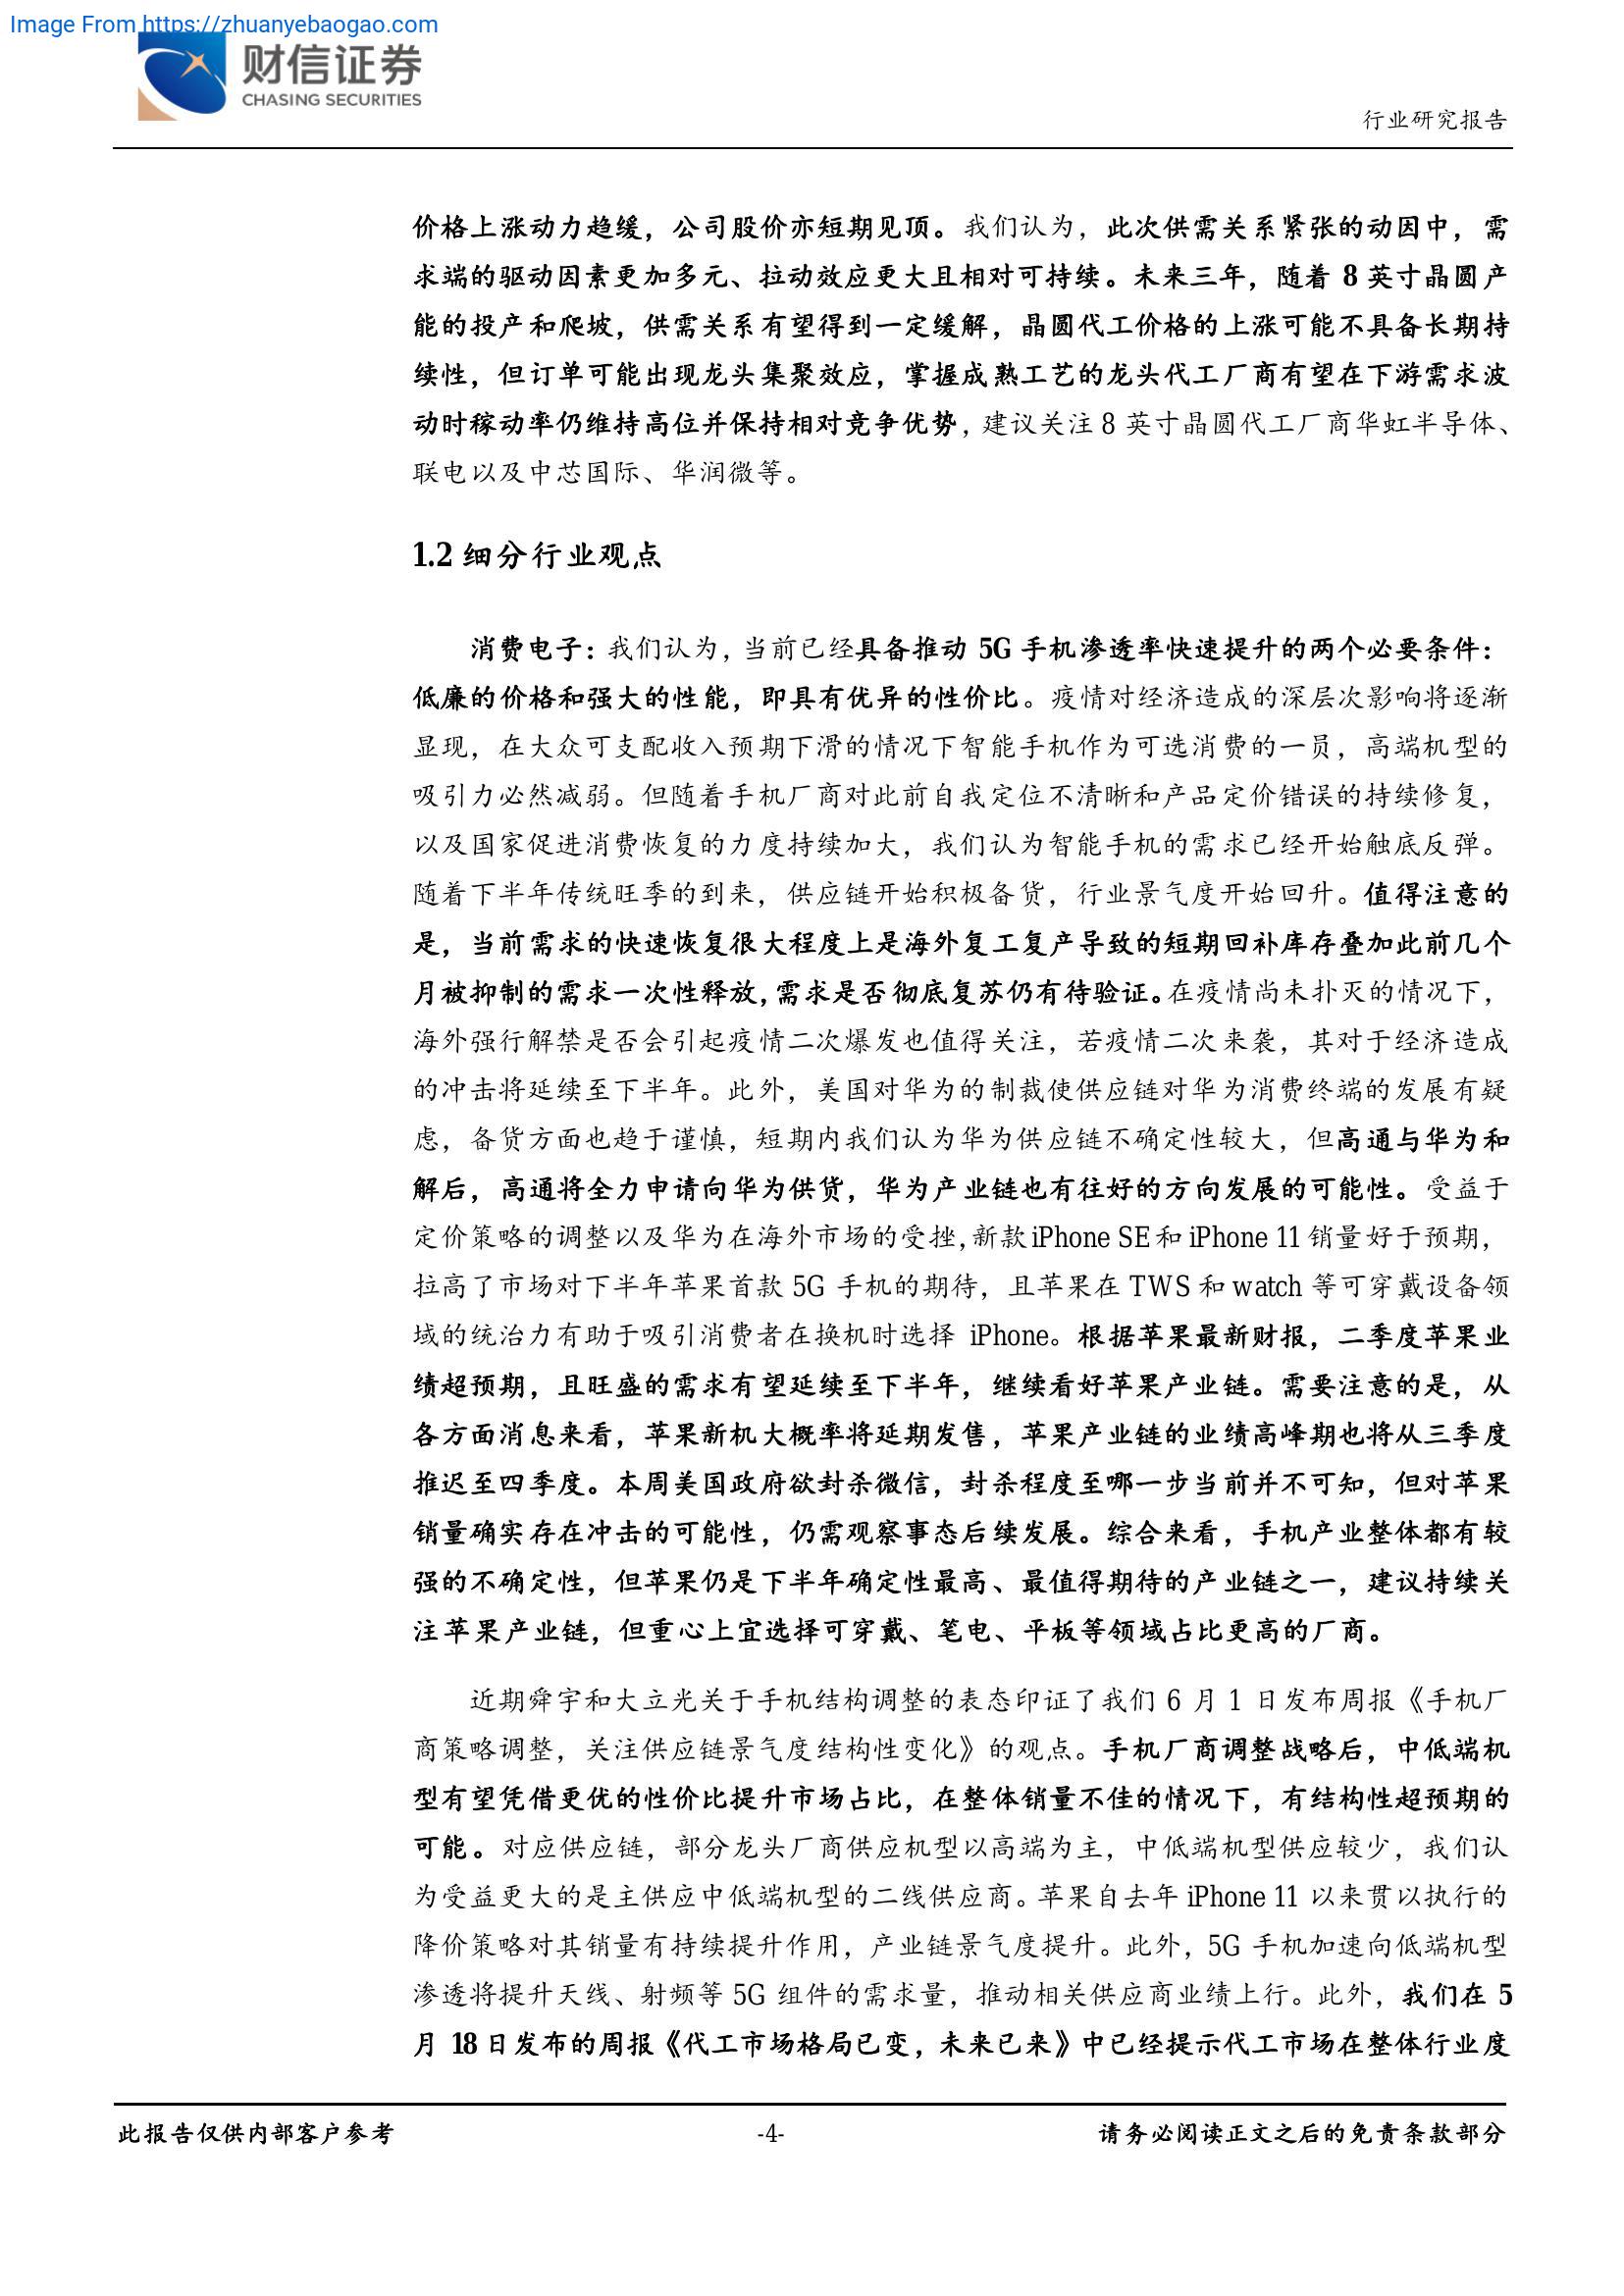 Image From https://zhuanyebaogao.com
财信证券
CHASING SECURITIES
行业研究报告
价格上涨动力趋缓，公司股价亦短期见顶。我们认为，此次供需关系紧张的动因中，需
求端的驱动因素更加多元、拉动效应更大且相对可持续。未来三年，随着 8 英寸晶圆产
能的投产和爬坡，供需关系有望得到一定缓解，晶圆代工价格的上涨可能不具备长期持
续性，但订单可能出现龙头集聚效应，掌握成熟工艺的龙头代工厂商有望在下游需求波
动时稼动率仍维持高位并保持相对竞争优势，建议关注 8 英寸晶圆代工厂商华虹半导体、
联电以及中芯国际、华润微等。
1.2 细分行业观点
消费电子：我们认为，当前已经具备推动 5G 手机渗透率快速提升的两个必要条件：
低廉的价格和强大的性能，即具有优异的性价比。疫情对经济造成的深层次影响将逐渐
显现，在大众可支配收入预期下滑的情况下智能手机作为可选消费的一员，高端机型的
吸引力必然减弱。但随着手机厂商对此前自我定位不清晰和产品定价错误的持续修复，
以及国家促进消费恢复的力度持续加大，我们认为智能手机的需求已经开始触底反弹。
随着下半年传统旺季的到来，供应链开始积极备货，行业景气度开始回升。值得注意的
是，当前需求的快速恢复很大程度上是海外复工复产导致的短期回补库存叠加此前几个
月被抑制的需求一次性释放，需求是否彻底复苏仍有待验证。在疫情尚未扑灭的情况下，
海外强行解禁是否会引起疫情二次爆发也值得关注，若疫情二次来袭，其对于经济造成
的冲击将延续至下半年。此外，美国对华为的制裁使供应链对华为消费终端的发展有疑
虑，备货方面也趋于谨慎，短期内我们认为华为供应链不确定性较大，但高通与华为和
解后，高通将全力申请向华为供货，华为产业链也有往好的方向发展的可能性。受益于
定价策略的调整以及华为在海外市场的受挫，新款 iPhone SE 和 iPhone 11 销量好于预期，
拉高了市场对下半年苹果首款 5G 手机的期待，且苹果在 TWS 和 watch 等可穿戴设备领
域的统治力有助于吸引消费者在换机时选择 iPhone。根据苹果最新财报，二季度苹果业
绩超预期，且旺盛的需求有望延续至下半年，继续看好苹果产业链。需要注意的是，从
各方面消息来看，苹果新机大概率将延期发售，苹果产业链的业绩高峰期也将从三季度
推迟至四季度。本周美国政府欲封杀微信，封杀程度至哪一步当前并不可知，但对苹果
销量确实存在冲击的可能性，仍需观察事态后续发展。综合来看，手机产业整体都有较
强的不确定性，但苹果仍是下半年确定性最高、最值得期待的产业链之一，建议持续关
注苹果产业链，但重心上宜选择可穿戴、笔电、平板等领域占比更高的厂商。
近期舜宇和大立光关于手机结构调整的表态印证了我们 6 月 1 日发布周报《手机厂
商策略调整，关注供应链景气度结构性变化》的观点。手机厂商调整战略后，中低端机
型有望凭借更优的性价比提升市场占比，在整体销量不佳的情况下，有结构性超预期的
可能。对应供应链，部分龙头厂商供应机型以高端为主，中低端机型供应较少，我们认
为受益更大的是主供应中低端机型的二线供应商。苹果自去年 iPhone 11 以来贯以执行的
降价策略对其销量有持续提升作用，产业链景气度提升。此外，5G 手机加速向低端机型
渗透将提升天线、射频等 5G 组件的需求量，推动相关供应商业绩上行。此外，我们在 5
月 18 日发布的周报《代工市场格局已变，未来已来》中已经提示代工市场在整体行业度
此报告仅供内部客户参考
-4-
请务必阅读正文之后的免责条款部分